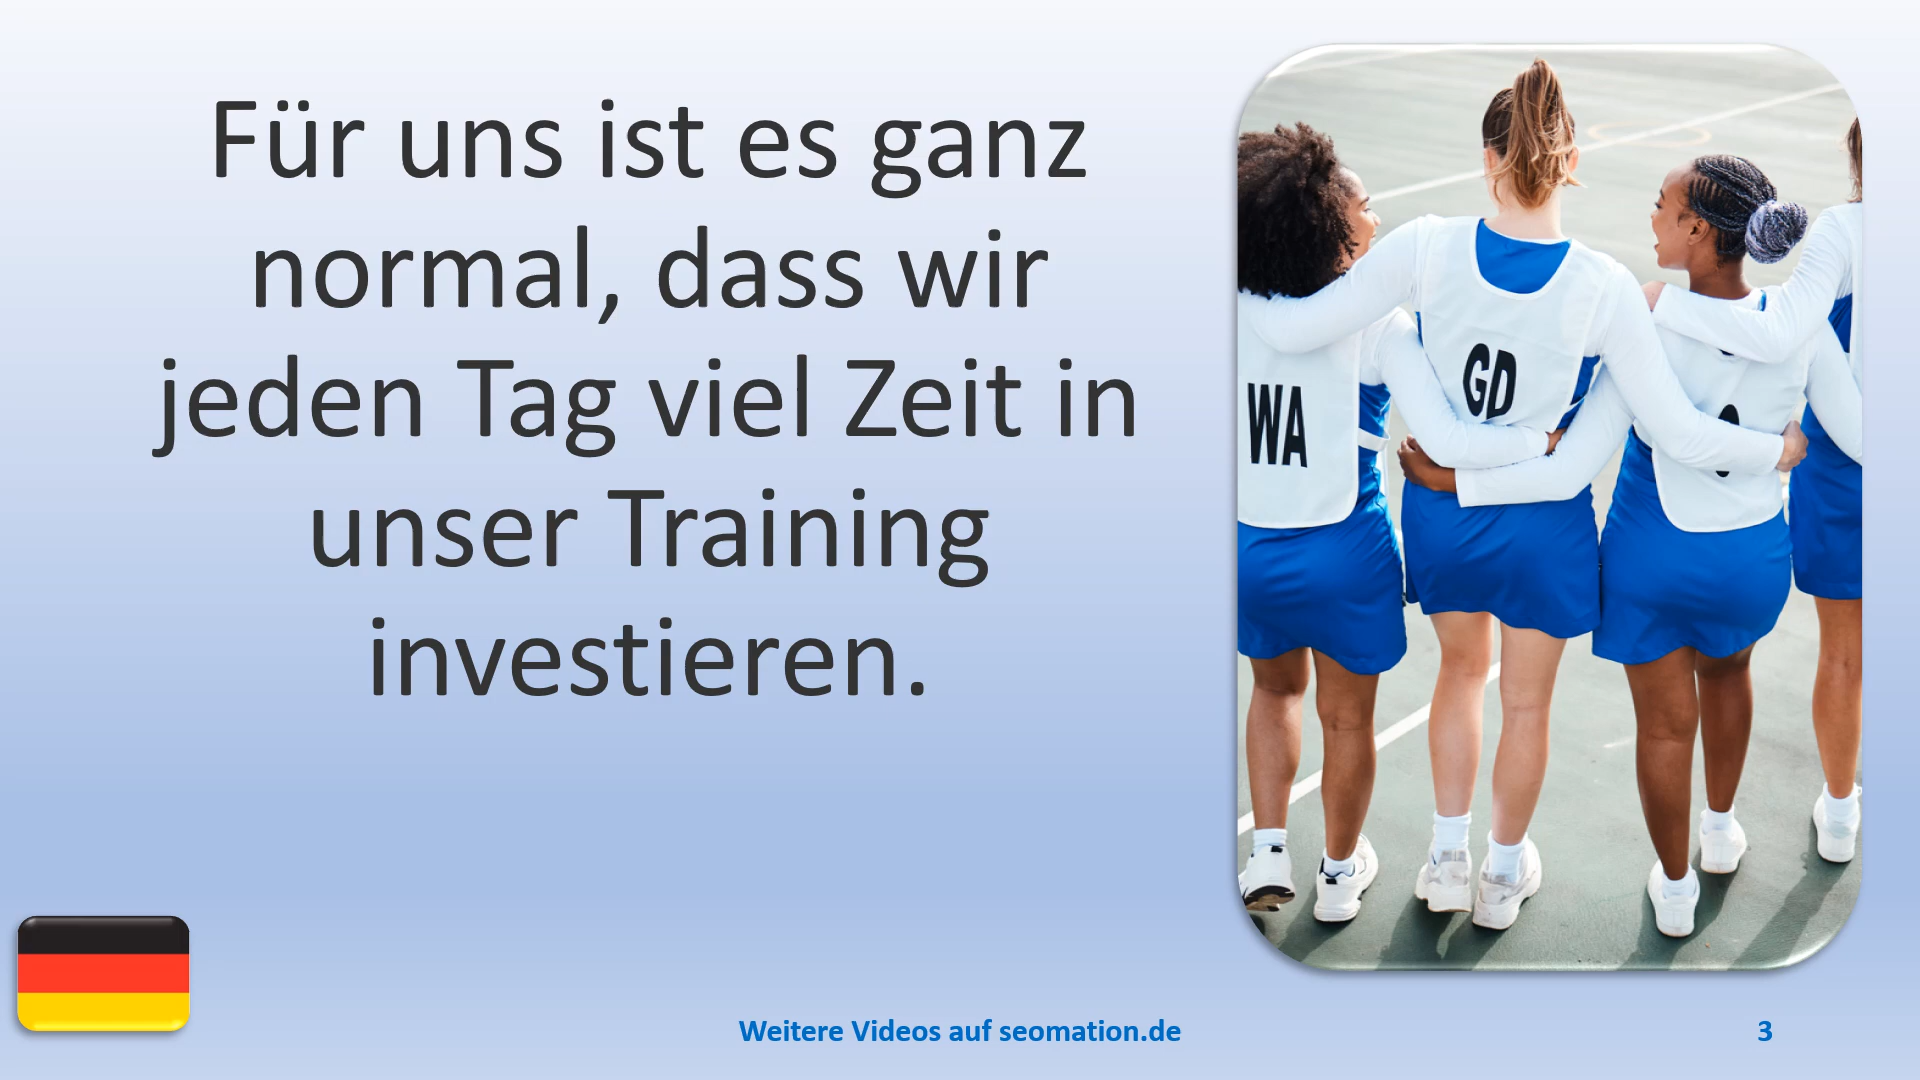 Für uns ist es ganz
normal, dass wir
jeden Tag viel Zeit in
unser Training
investieren.
WA
GD
Weitere Videos auf seomation.de
3